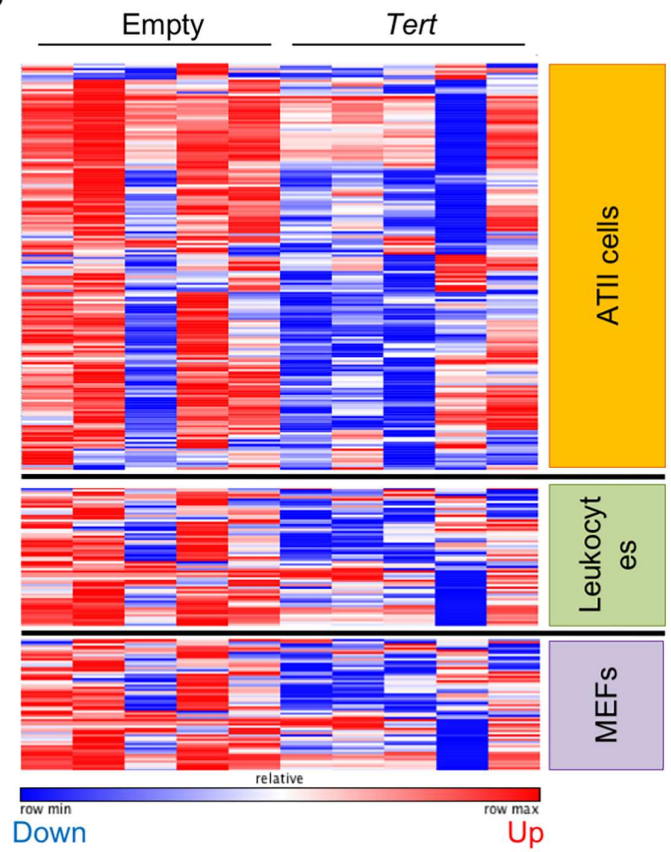 Empty
Tert
ATII cells
Leukocyt
es
MEFs
relative
row min
row max
Down
Up